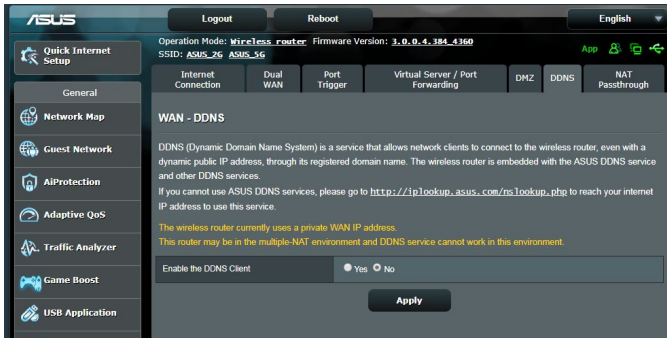 ASUS
Logout
Reboot
English
Quick Internet Setup
Operation Mode: Wireless router Firmware Version: 3.0.0.4.384_4360
SSID: ASUS_2G ASUS_5G
App
General
Network Map
Guest Network
AiProtection
Adaptive QoS
Traffic Analyzer
Game Boost
USB Application
Internet Connection
Dual WAN
Port Trigger
Virtual Server / Port Forwarding
DMZ
DDNS
NAT Passthrough
WAN - DDNS
DDNS (Dynamic Domain Name System) is a service that allows network clients to connect to the wireless router, even with a
dynamic public IP address, through its registered domain name. The wireless router is embedded with the ASUS DDNS service
and other DDNS services.
If you cannot use ASUS DDNS services, please go to http://iplookup.asus.com/nslookup.php to reach your internet
IP address to use this service.
The wireless router currently uses a private WAN IP
address.
This router may be in the multiple-NAT environment and DDNS service cannot work in this environment.
Enable the DDNS Client
Yes No
Apply